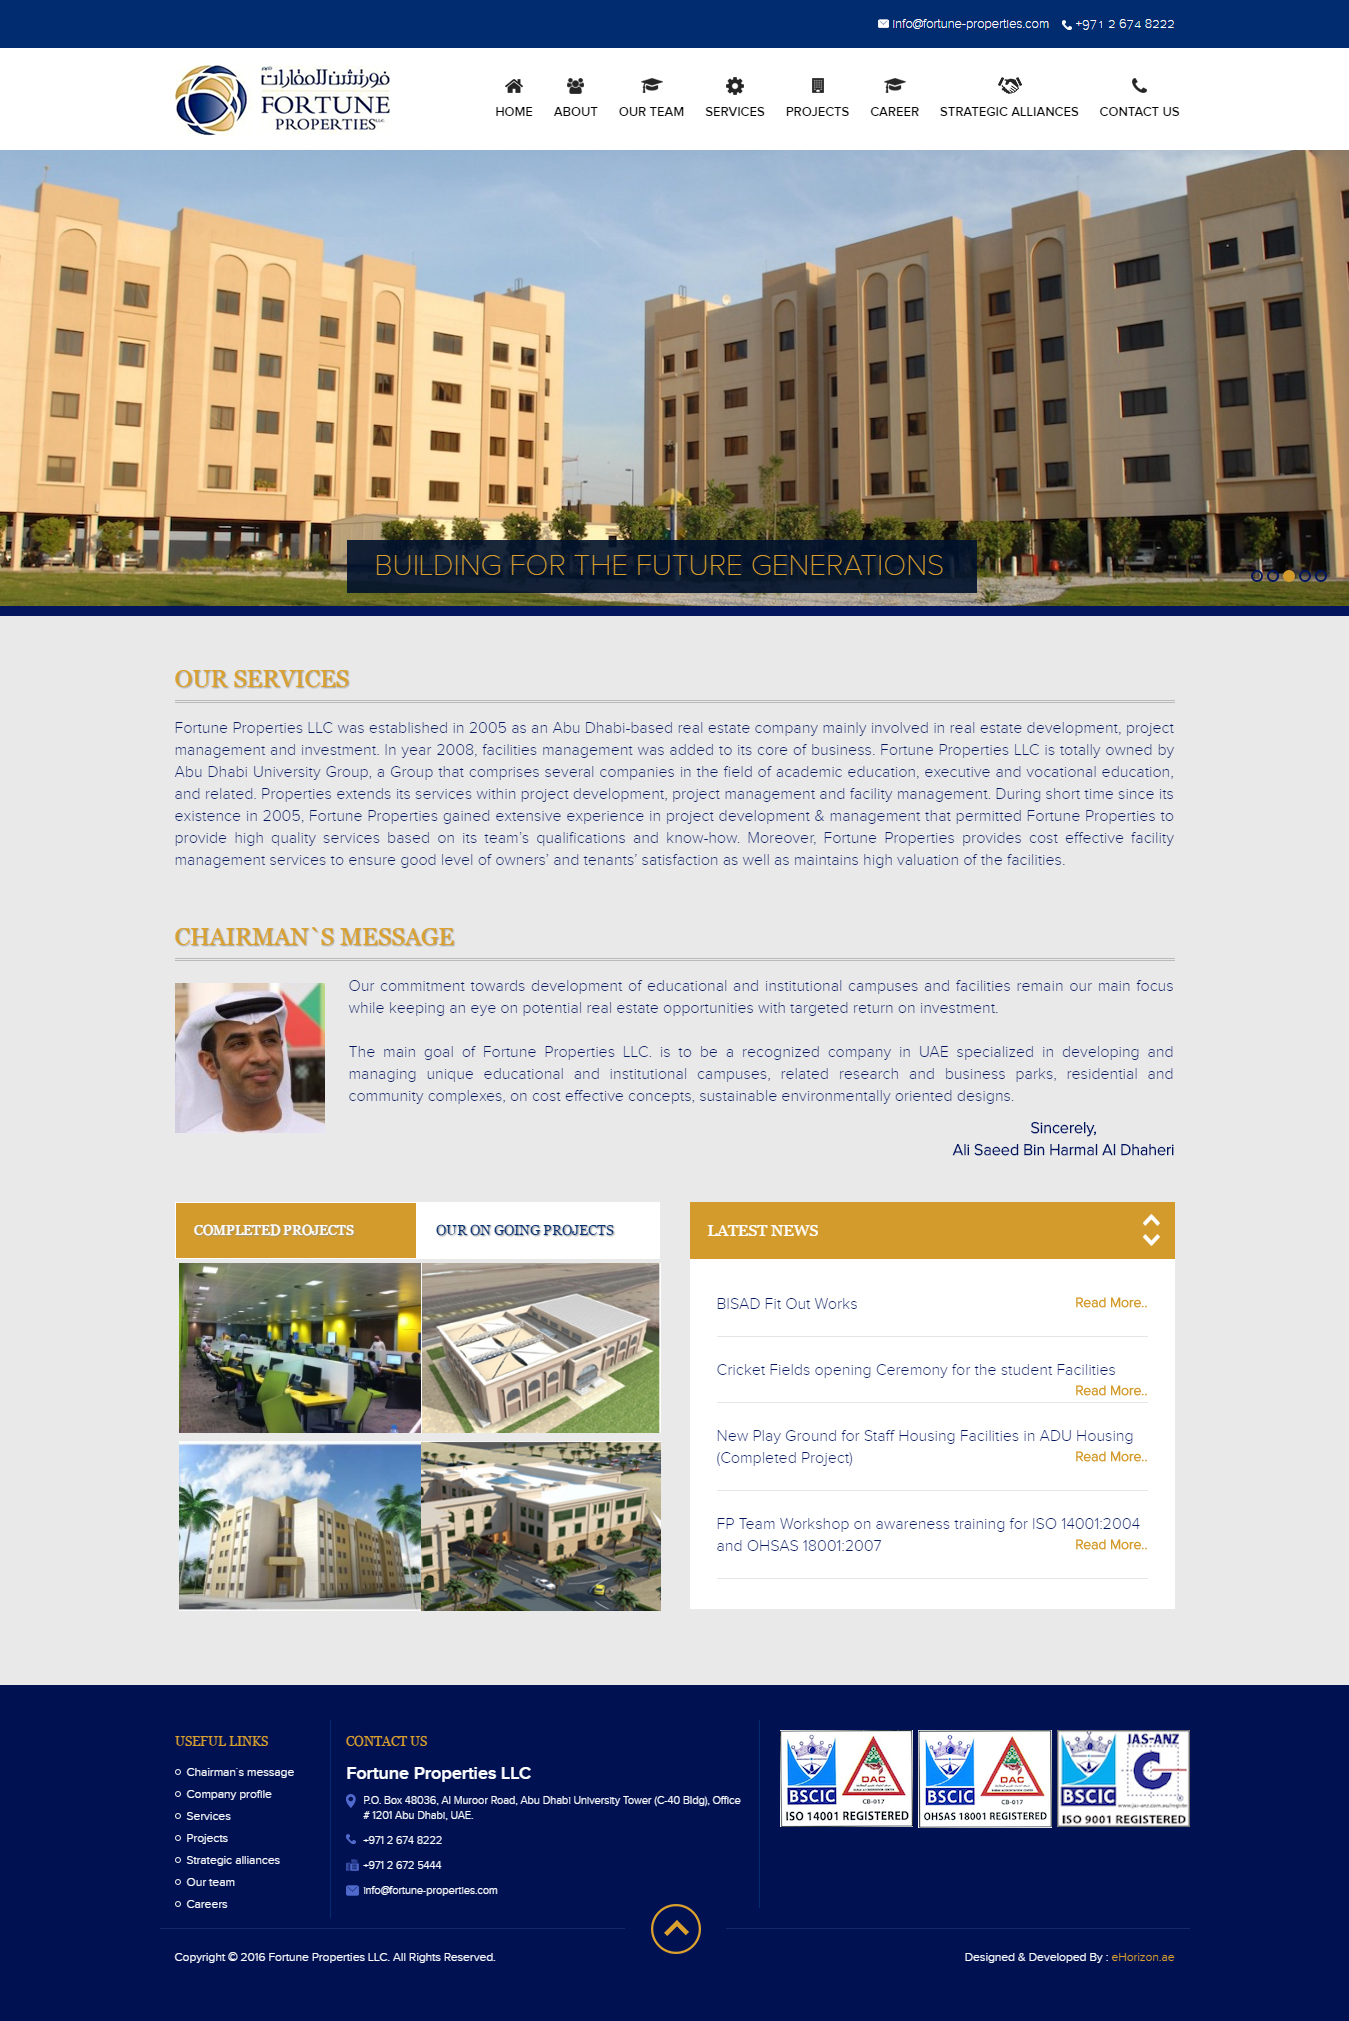 info@fortune-properties.com +971 2 674 8222
فورتشن العقارات
FORTUNE
PROPERTIES LLC
HOME ABOUT OUR TEAM SERVICES PROJECTS CAREER STRATEGIC ALLIANCES CONTACT US
BUILDING FOR THE FUTURE GENERATIONS
OUR SERVICES
Fortune Properties LLC was established in 2005 as an Abu Dhabi-based real estate company mainly involved in real estate development, project
management and investment. In year 2008, facilities management was added to its core of business. Fortune Properties LLC is totally owned by
Abu Dhabi University Group, a Group that comprises several companies in the field of academic education, executive and vocational education,
and related. Properties extends its services within project development, project management and facility management. During short time since its
existence in 2005, Fortune Properties gained extensive experience in project development & management that permitted Fortune Properties to
provide high quality services based on its team’s qualifications and know-how. Moreover, Fortune Properties provides cost effective facility
management services to ensure good level of owners’ and tenants’ satisfaction as well as maintains high valuation of the facilities.
CHAIRMAN`S MESSAGE
Our commitment towards development of educational and institutional campuses and facilities remain our main focus
while keeping an eye on potential real estate opportunities with targeted return on investment.
The main goal of Fortune Properties LLC. is to be a recognized company in UAE specialized in developing and
managing unique educational and institutional campuses, related research and business parks, residential and
community complexes, on cost effective concepts, sustainable environmentally oriented designs.
Sincerely,
Ali Saeed Bin Harmal Al Dhaheri
COMPLETED PROJECTS OUR ON GOING PROJECTS
LATEST NEWS
BISAD Fit Out Works Read More..
Cricket Fields opening Ceremony for the student Facilities
Read More..
New Play Ground for Staff Housing Facilities in ADU Housing
(Completed Project) Read More..
FP Team Workshop on awareness training for ISO 14001:2004
and OHSAS 18001:2007 Read More..
USEFUL LINKS
Chairman`s message
Company profile
Services
Projects
Strategic alliances
Our team
Careers
CONTACT US
Fortune Properties LLC
P.O. Box 48036, Al Muroor Road, Abu Dhabi University Tower (C-40 Bldg), Office
# 1201 Abu Dhabi, UAE.
+971 2 674 8222
+971 2 672 5444
info@fortune-properties.com
BSCIC DAC
CB-017
ISO 14001 REGISTERED
BSCIC DAC
CB-017
OHSAS 18001 REGISTERED
JAS-ANZ
BSCIC
ISO 9001 REGISTERED
Copyright © 2016 Fortune Properties LLC. All Rights Reserved.
Designed & Developed By : eHorizon.ae